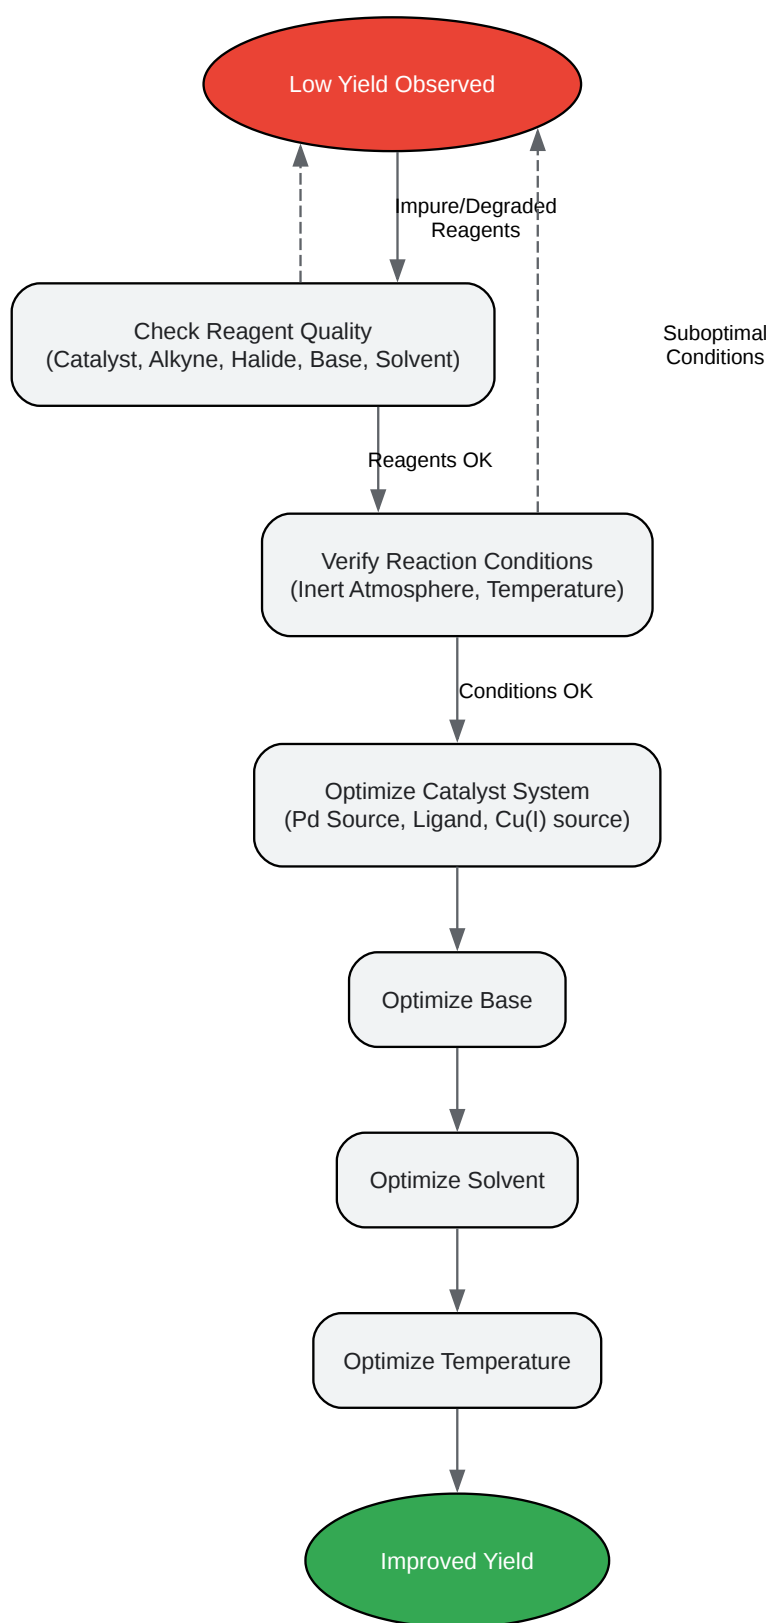 Low Yield Observed
Impure/Degraded
Reagents
Check Reagent Quality
(Catalyst, Alkyne, Halide, Base, Solvent)
Suboptimal
Conditions
Reagents OK
Verify Reaction Conditions
(Inert Atmosphere, Temperature)
Conditions OK
Optimize Catalyst System
(Pd Source, Ligand, Cu(I) source)
Optimize Base
Optimize Solvent
Optimize Temperature
Improved Yield